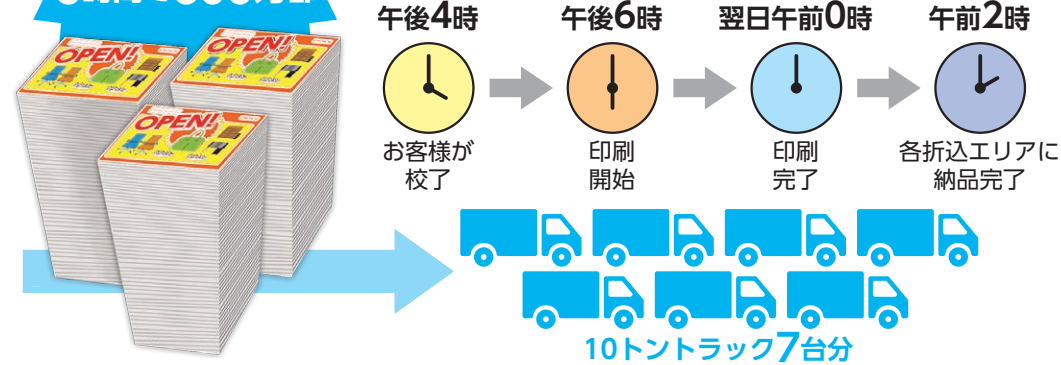 午後4時
午後6時
翌日午前0時
午前2時
お客様が
校了
印刷
開始
印刷
完了
各折込エリアに
納品完了
OPEN!
OPEN!
OPEN!
10トントラック7台分